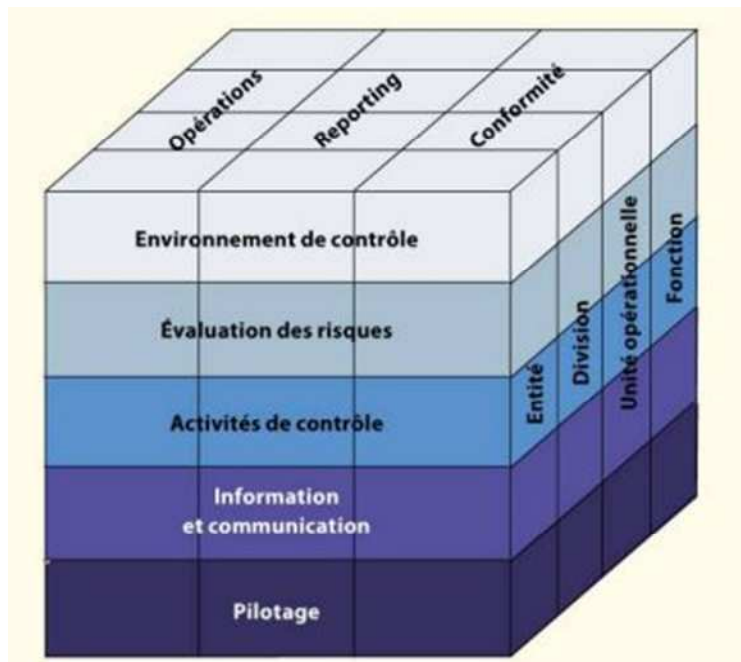 Opérations
Reporting
Conformité
Environnement de contrôle
Évaluation des risques
Activités de contrôle
Information
et communication
Pilotage
Entité
Division
Unité opérationnelle
Fonction